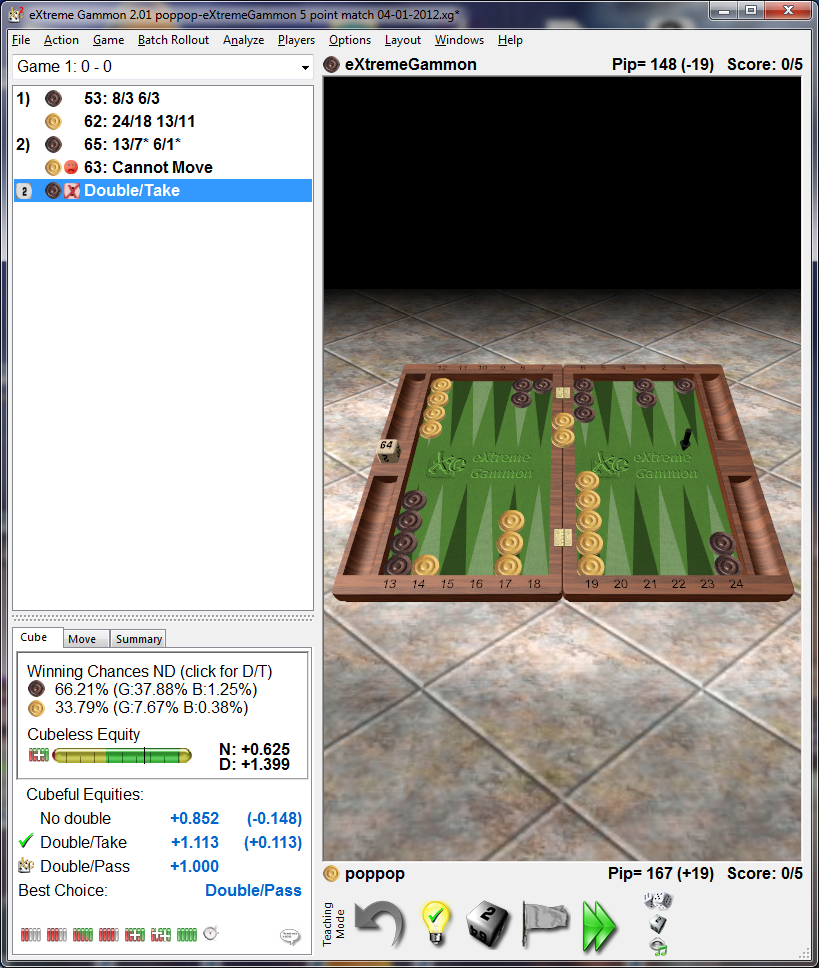 eXtreme Gammon 2.01 poppop-eXtremeGammon 5 point match 04-01-2012.xg*
File Action Game Batch Rollout Analyze Players Options Layout Windows Help
Game 1: 0 - 0
eXtremeGammon Pip= 148 (-19) Score: 0/5
1) 53: 8/3 6/3
62: 24/18 13/11
2) 65: 13/7* 6/1*
63: Cannot Move
2 Double/Take
12 11 10 9 8 7 6 5 4 3 2 1
64
2
XG eXtreme Gammon
XG eXtreme Gammon
13 14 15 16 17 18 19 20 21 22 23 24
Cube Move Summary
Winning Chances ND (click for D/T)
66.21% (G:37.88% B:1.25%)
33.79% (G:7.67% B:0.38%)
Cubeless Equity
N: +0.625
D: +1.399
Cubeful Equities:
No double +0.852 (-0.148)
Double/Take +1.113 (+0.113)
Double/Pass +1.000
Best Choice: Double/Pass
poppop Pip= 167 (+19) Score: 0/5
Teaching
Mode
2
64